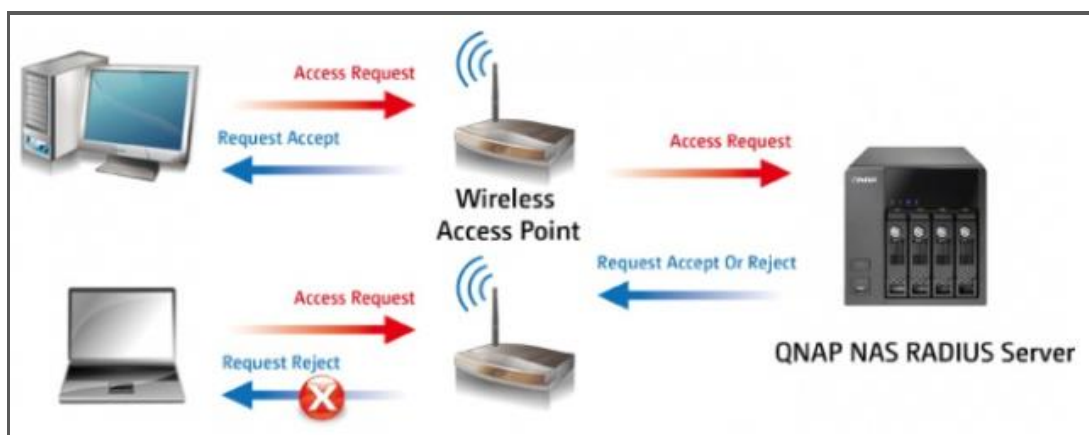 Access Request
Request Accept
Wireless
Access Point
Access Request
Request Accept Or Reject
Access Request
Request Reject
QNAP NAS RADIUS Server
QNAP